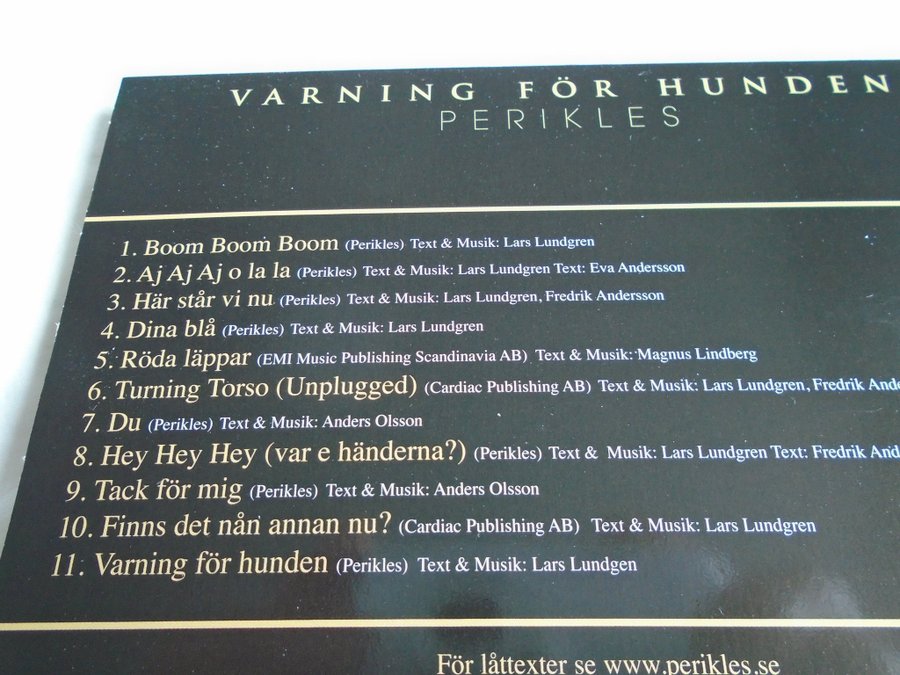 VARNING FÖR HUNDEN
PERIKLES
1. Boom Boom Boom (Perikles) Text & Musik: Lars Lundgren
2. Aj Aj Aj o la la (Perikles) Text & Musik: Lars Lundgren Text: Eva Andersson
3. Här står vi nu (Perikles) Text & Musik: Lars Lundgren, Fredrik Andersson
4. Dina blå (Perikles) Text & Musik: Lars Lundgren
5. Röda läppar (EMI Music Publishing Scandinavia AB) Text & Musik: Magnus Lindberg
6. Turning Torso (Unplugged) (Cardiac Publishing AB) Text & Musik: Lars Lundgren, Fredrik
7. Du (Perikles) Text & Musik: Anders Olsson
8. Hey Hey Hey (var e händerna?) (Perikles) Text & Musik: Lars Lundgren Text: Fredrik
9. Tack för mig (Perikles) Text & Musik: Anders Olsson
10. Finns det nån annan nu? (Cardiac Publishing AB) Text & Musik: Lars Lundgren
11. Varning för hunden (Perikles) Text & Musik: Lars Lundgen
För låttexter se www.perikles.se